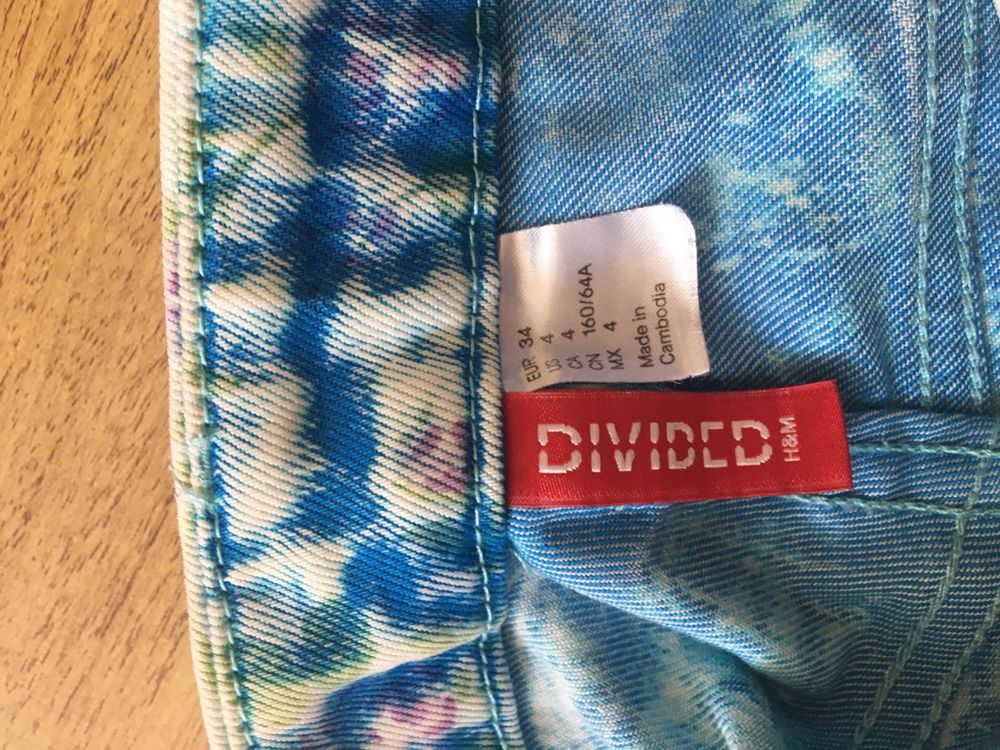 EUR 34
US 4
CA 4
CN 160/64A
MX 4
Made in
Cambodia
DIVIDED
H&M